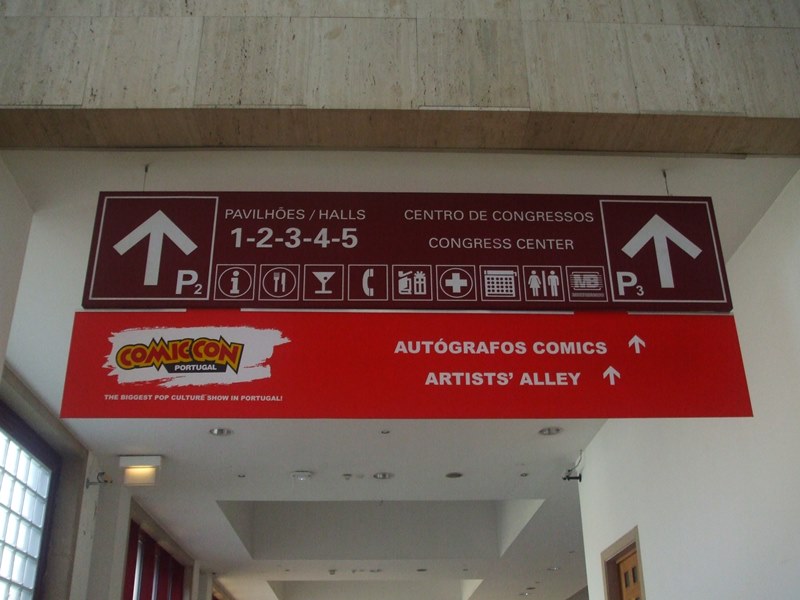 PAVILHÕES / HALLS
1-2-3-4-5
CENTRO DE CONGRESSOS
CONGRESS CENTER
P2
i
MB
P3
COMIC CON
PORTUGAL
THE BIGGEST POP CULTURE SHOW IN PORTUGAL!
AUTÓGRAFOS COMICS
ARTISTS' ALLEY